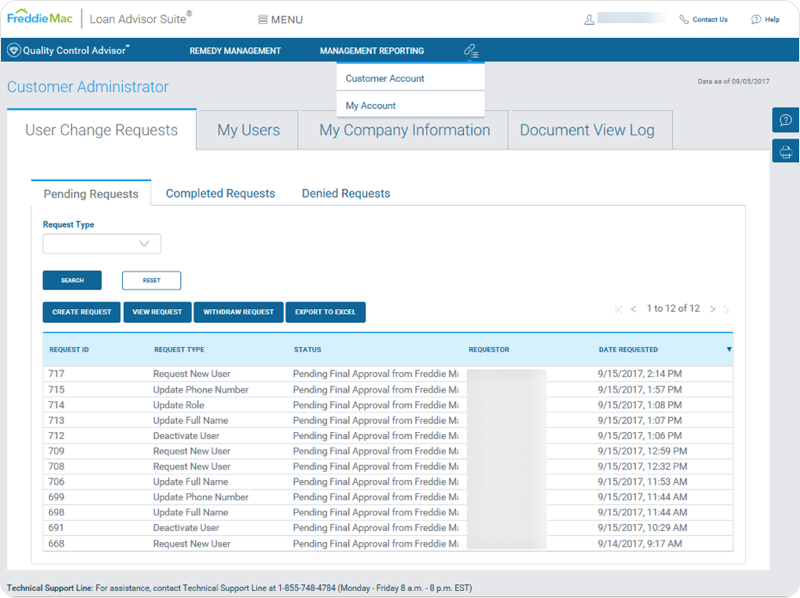 Freddie Mac Loan Advisor Suite® MENU Contact Us Help
Quality Control Advisor℠ REMEDY MANAGEMENT MANAGEMENT REPORTING
Customer Account
My Account
Customer Administrator Data as of 09/05/2017
User Change Requests My Users My Company Information Document View Log
Pending Requests Completed Requests Denied Requests
Request Type
SEARCH RESET
CREATE REQUEST VIEW REQUEST WITHDRAW REQUEST EXPORT TO EXCEL 1 to 12 of 12
REQUEST ID REQUEST TYPE STATUS REQUESTOR DATE REQUESTED
717 Request New User Pending Final Approval from Freddie Ma 9/15/2017, 2:14 PM
715 Update Phone Number Pending Final Approval from Freddie Ma 9/15/2017, 1:57 PM
714 Update Role Pending Final Approval from Freddie Ma 9/15/2017, 1:08 PM
713 Update Full Name Pending Final Approval from Freddie Ma 9/15/2017, 1:07 PM
712 Deactivate User Pending Final Approval from Freddie Ma 9/15/2017, 1:06 PM
709 Request New User Pending Final Approval from Freddie Ma 9/15/2017, 12:59 PM
708 Request New User Pending Final Approval from Freddie Ma 9/15/2017, 12:32 PM
706 Update Full Name Pending Final Approval from Freddie Ma 9/15/2017, 11:53 AM
699 Update Phone Number Pending Final Approval from Freddie Ma 9/15/2017, 11:44 AM
698 Update Full Name Pending Final Approval from Freddie Ma 9/15/2017, 11:44 AM
691 Deactivate User Pending Final Approval from Freddie Ma 9/15/2017, 10:29 AM
668 Request New User Pending Final Approval from Freddie Ma 9/14/2017, 9:17 AM
Technical Support Line: For assistance, contact Technical Support Line at 1-855-748-4784 (Monday - Friday 8 a.m. - 8 p.m. EST)